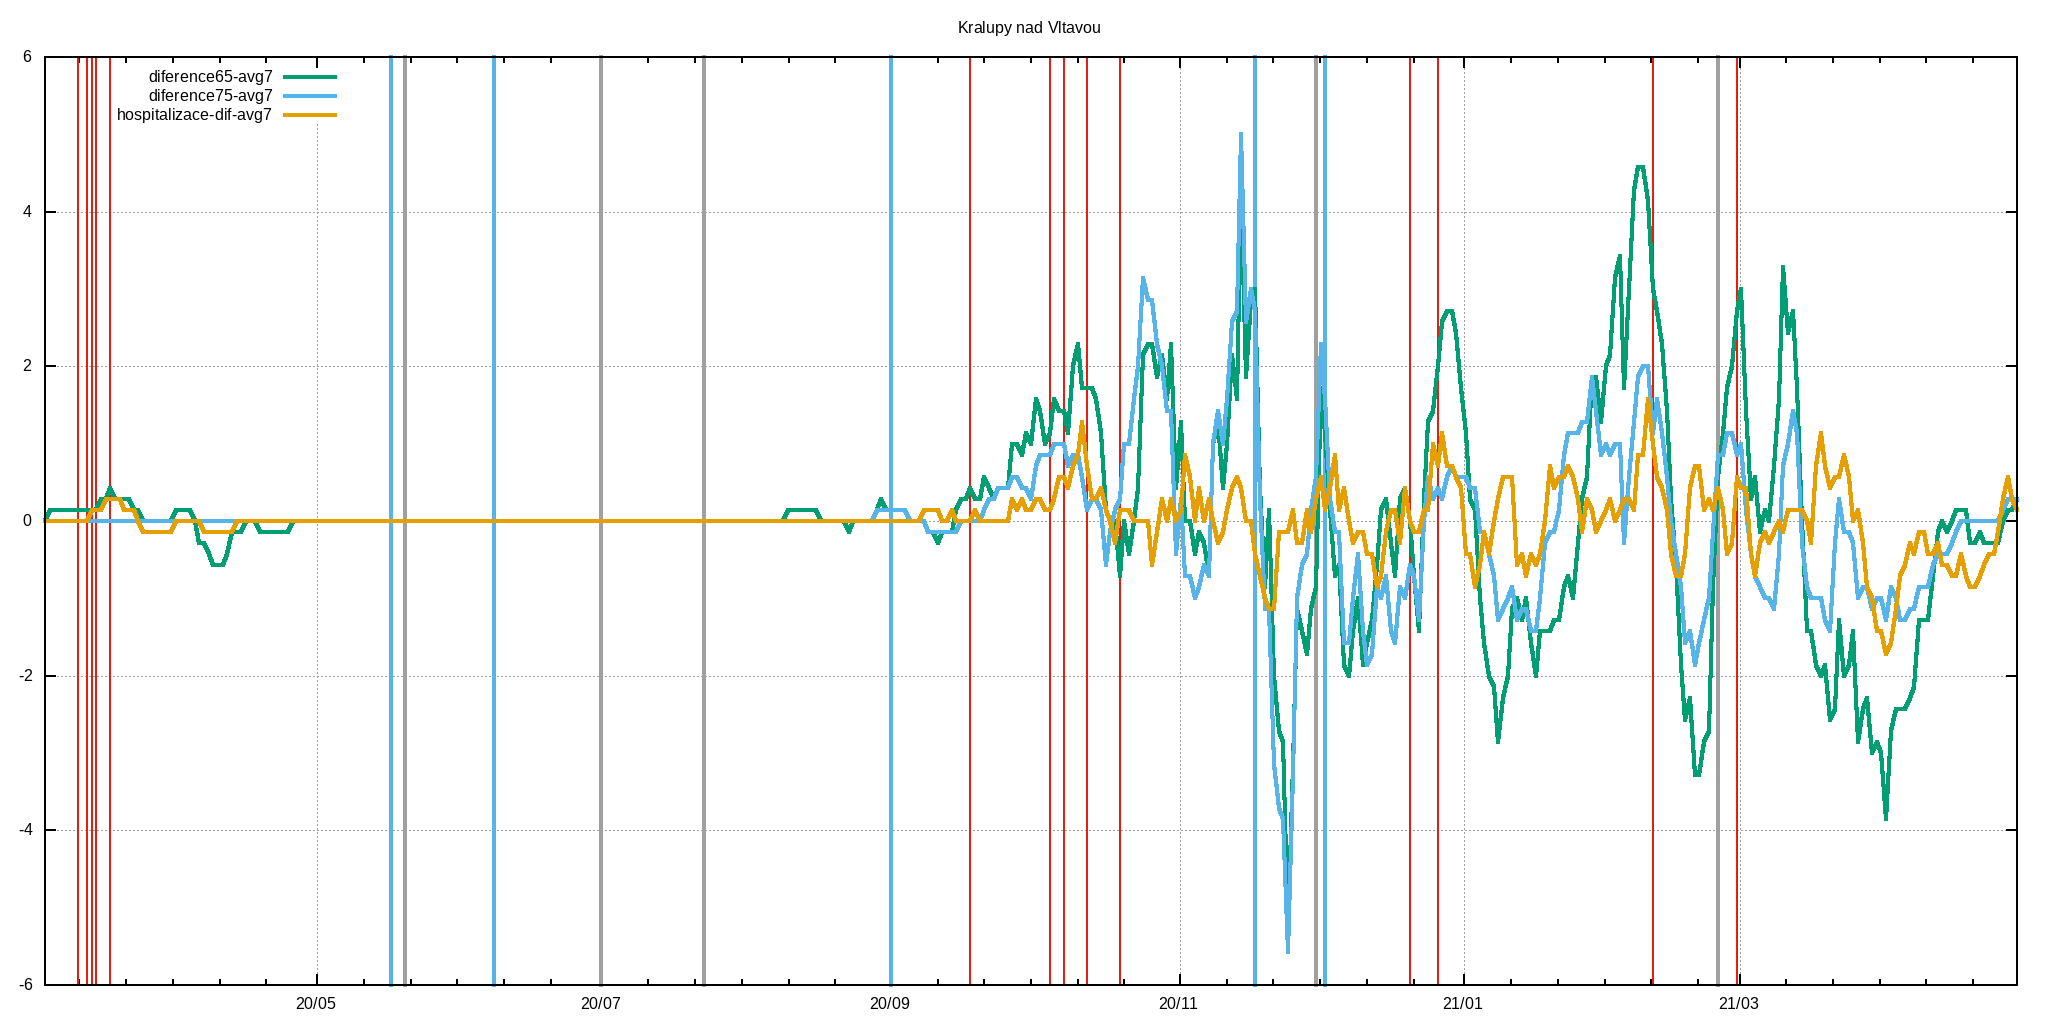 Kralupy nad Vltavou
diference65-avg7
diference75-avg7
hospitalizace-dif-avg7
6
4
2
0
-2
-4
-6
20/05 20/07 20/09 20/11 21/01 21/03